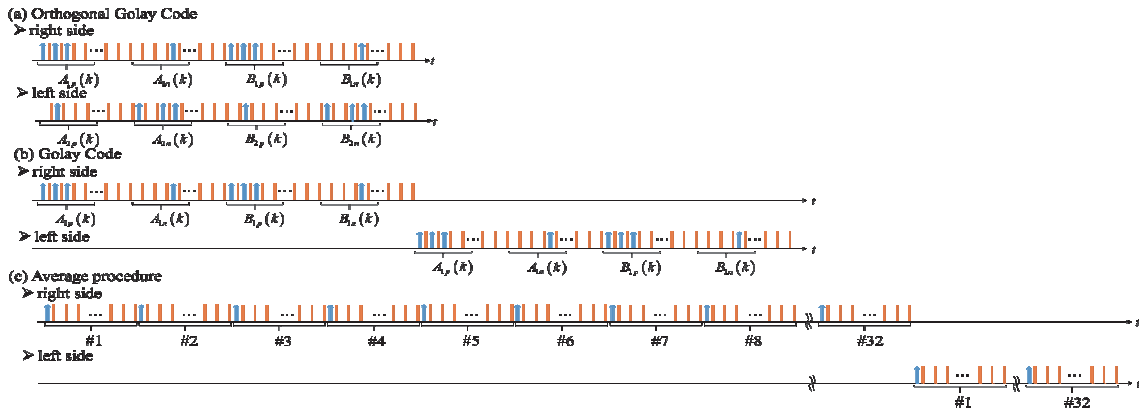 (a) Orthogonal Golay Code
➤ right side
... ... ... ... t
A₁ₚ(k) A₁ₙ(k) B₁ₚ(k) B₁ₙ(k)
➤ left side
... ... ... ... t
A₂ₚ(k) A₂ₙ(k) B₂ₚ(k) B₂ₙ(k)
(b) Golay Code
➤ right side
... ... ... ... t
A₁ₚ(k) A₁ₙ(k) B₁ₚ(k) B₁ₙ(k)
➤ left side
... ... ... ... t
A₁ₚ(k) A₁ₙ(k) B₁ₚ(k) B₁ₙ(k)
(c) Average procedure
➤ right side
... ... ... ... ... ... ... ... ... t
#1 #2 #3 #4 #5 #6 #7 #8 #32
➤ left side
... ... t
#1 #32